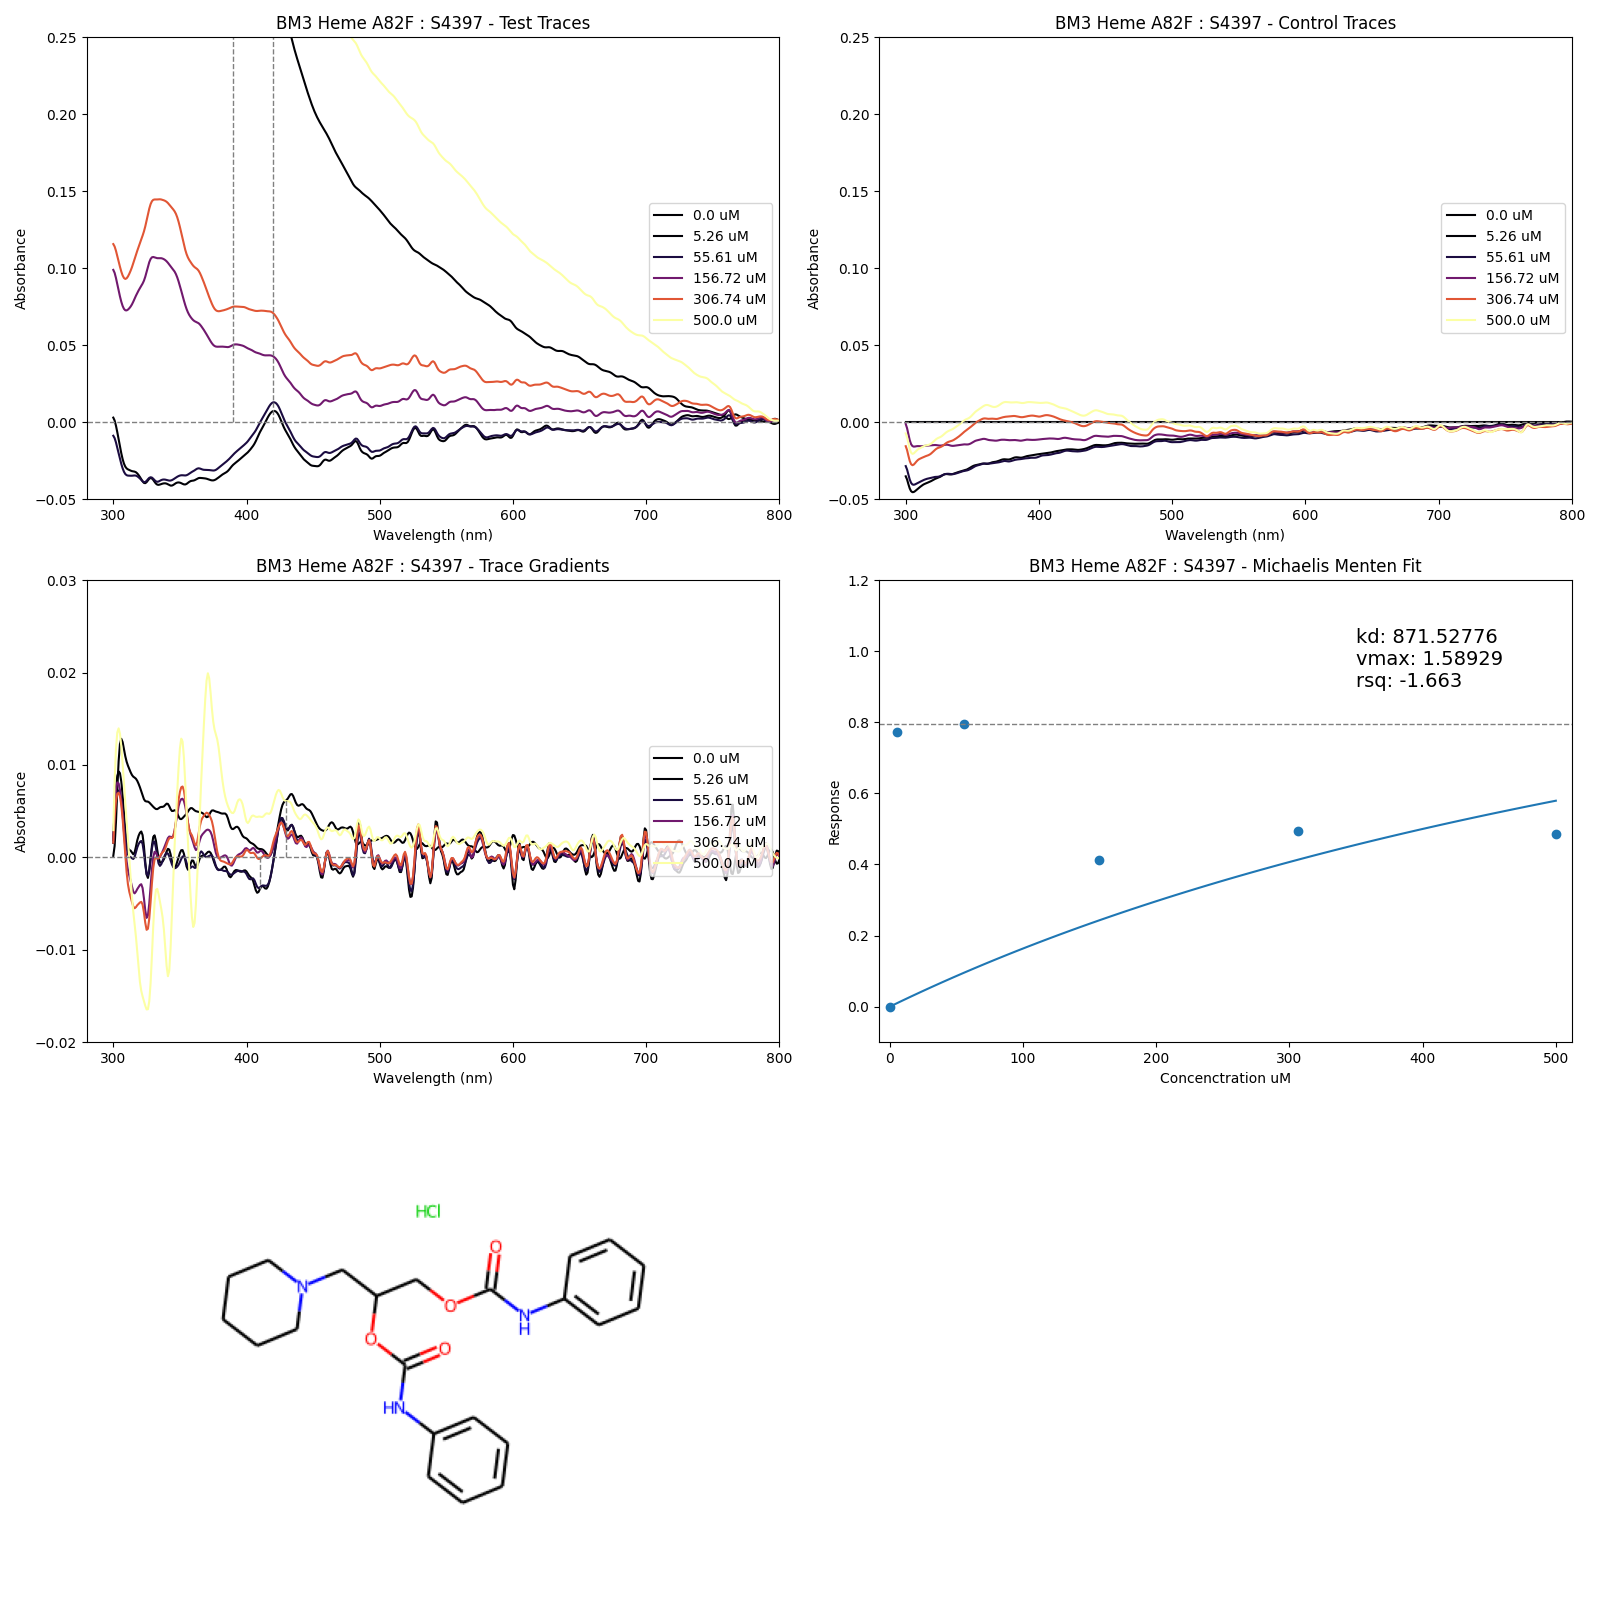 BM3 Heme A82F : S4397 - Test Traces
Absorbance
0.25
0.20
0.15
0.10
0.05
0.00
−0.05
300 400 500 600 700 800
Wavelength (nm)
0.0 uM
5.26 uM
55.61 uM
156.72 uM
306.74 uM
500.0 uM
BM3 Heme A82F : S4397 - Control Traces
Absorbance
0.25
0.20
0.15
0.10
0.05
0.00
−0.05
300 400 500 600 700 800
Wavelength (nm)
0.0 uM
5.26 uM
55.61 uM
156.72 uM
306.74 uM
500.0 uM
BM3 Heme A82F : S4397 - Trace Gradients
Absorbance
0.03
0.02
0.01
0.00
−0.01
−0.02
300 400 500 600 700 800
Wavelength (nm)
0.0 uM
5.26 uM
55.61 uM
156.72 uM
306.74 uM
500.0 uM
BM3 Heme A82F : S4397 - Michaelis Menten Fit
Response
1.2
1.0
0.8
0.6
0.4
0.2
0.0
0 100 200 300 400 500
Concenctration uM
kd: 871.52776
vmax: 1.58929
rsq: -1.663
HCl
O
N
O
N
H
O
O
HN